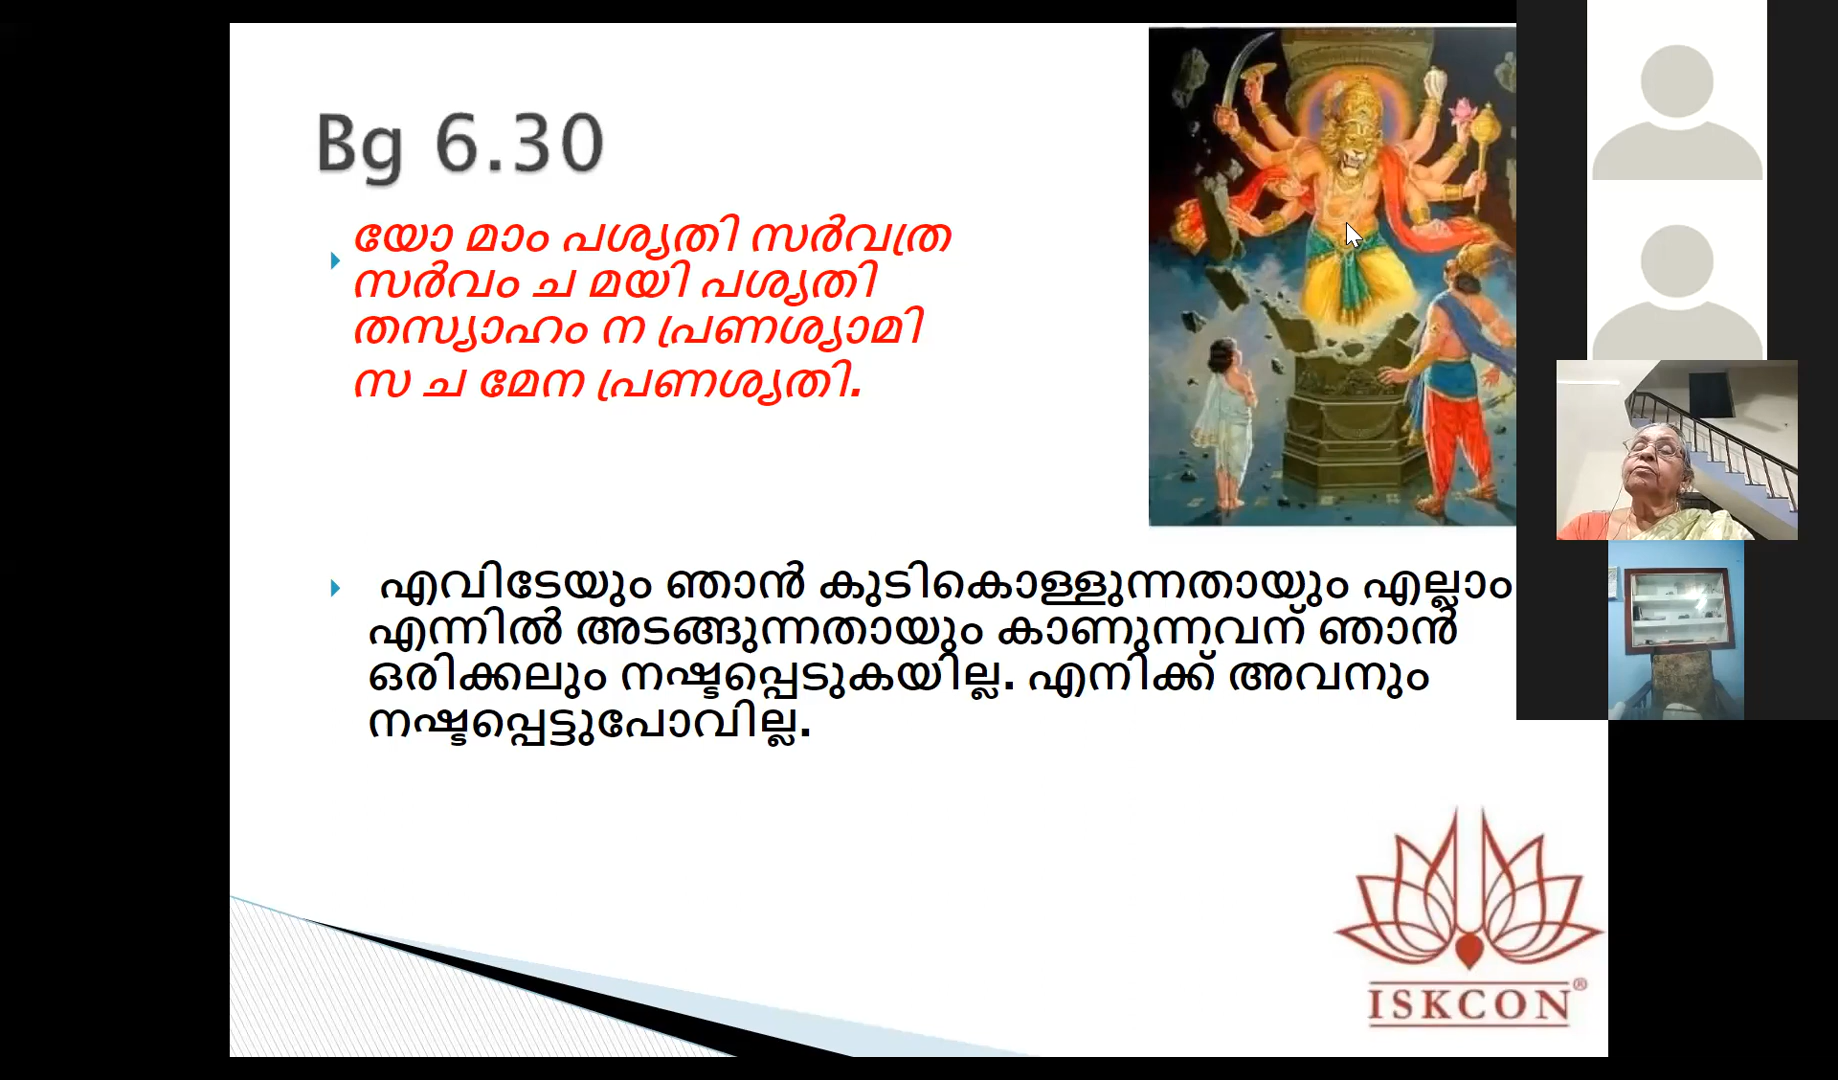 Bg 6.30
യോ മാം പശ്യതി സർവത്ര
സർവം ച മയി പശ്യതി
തസ്യാഹം ന പ്രണശ്യാമി
സ ച മേന പ്രണശ്യതി.
എവിടേയും ഞാൻ കുടികൊള്ളുന്നതായും എല്ലാം
എന്നിൽ അടങ്ങുന്നതായും കാണുന്നവന് ഞാൻ
ഒരിക്കലും നഷ്ടപ്പെടുകയില്ല. എനിക്ക് അവനും
നഷ്ടപ്പെട്ടുപോവില്ല.
ISKCON®